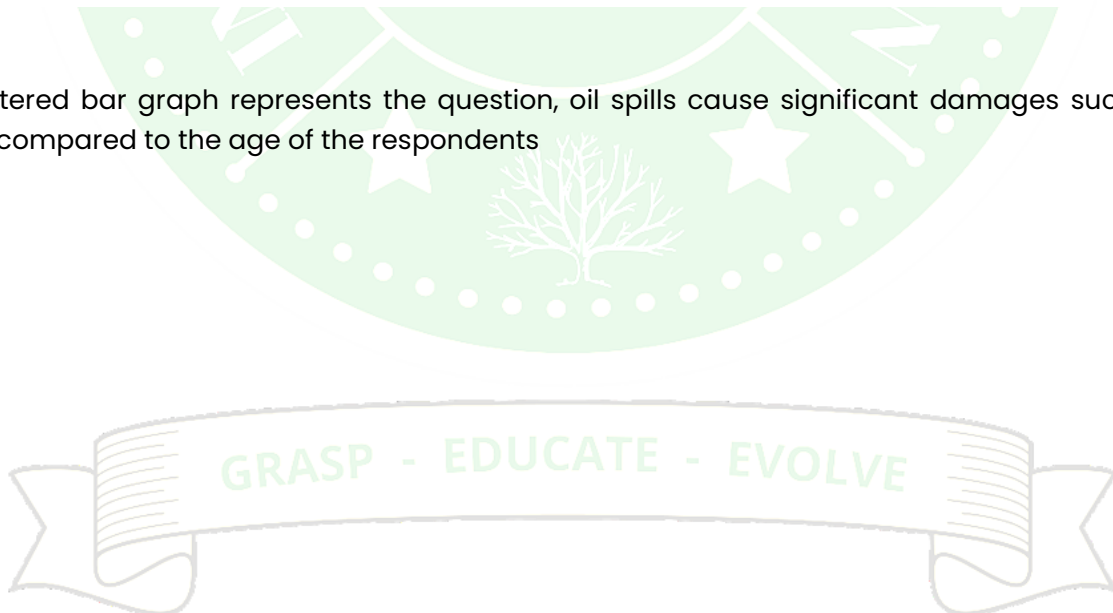 tered bar graph represents the question, oil spills cause significant damages suc
compared to the age of the respondents
GRASP - EDUCATE - EVOLVE